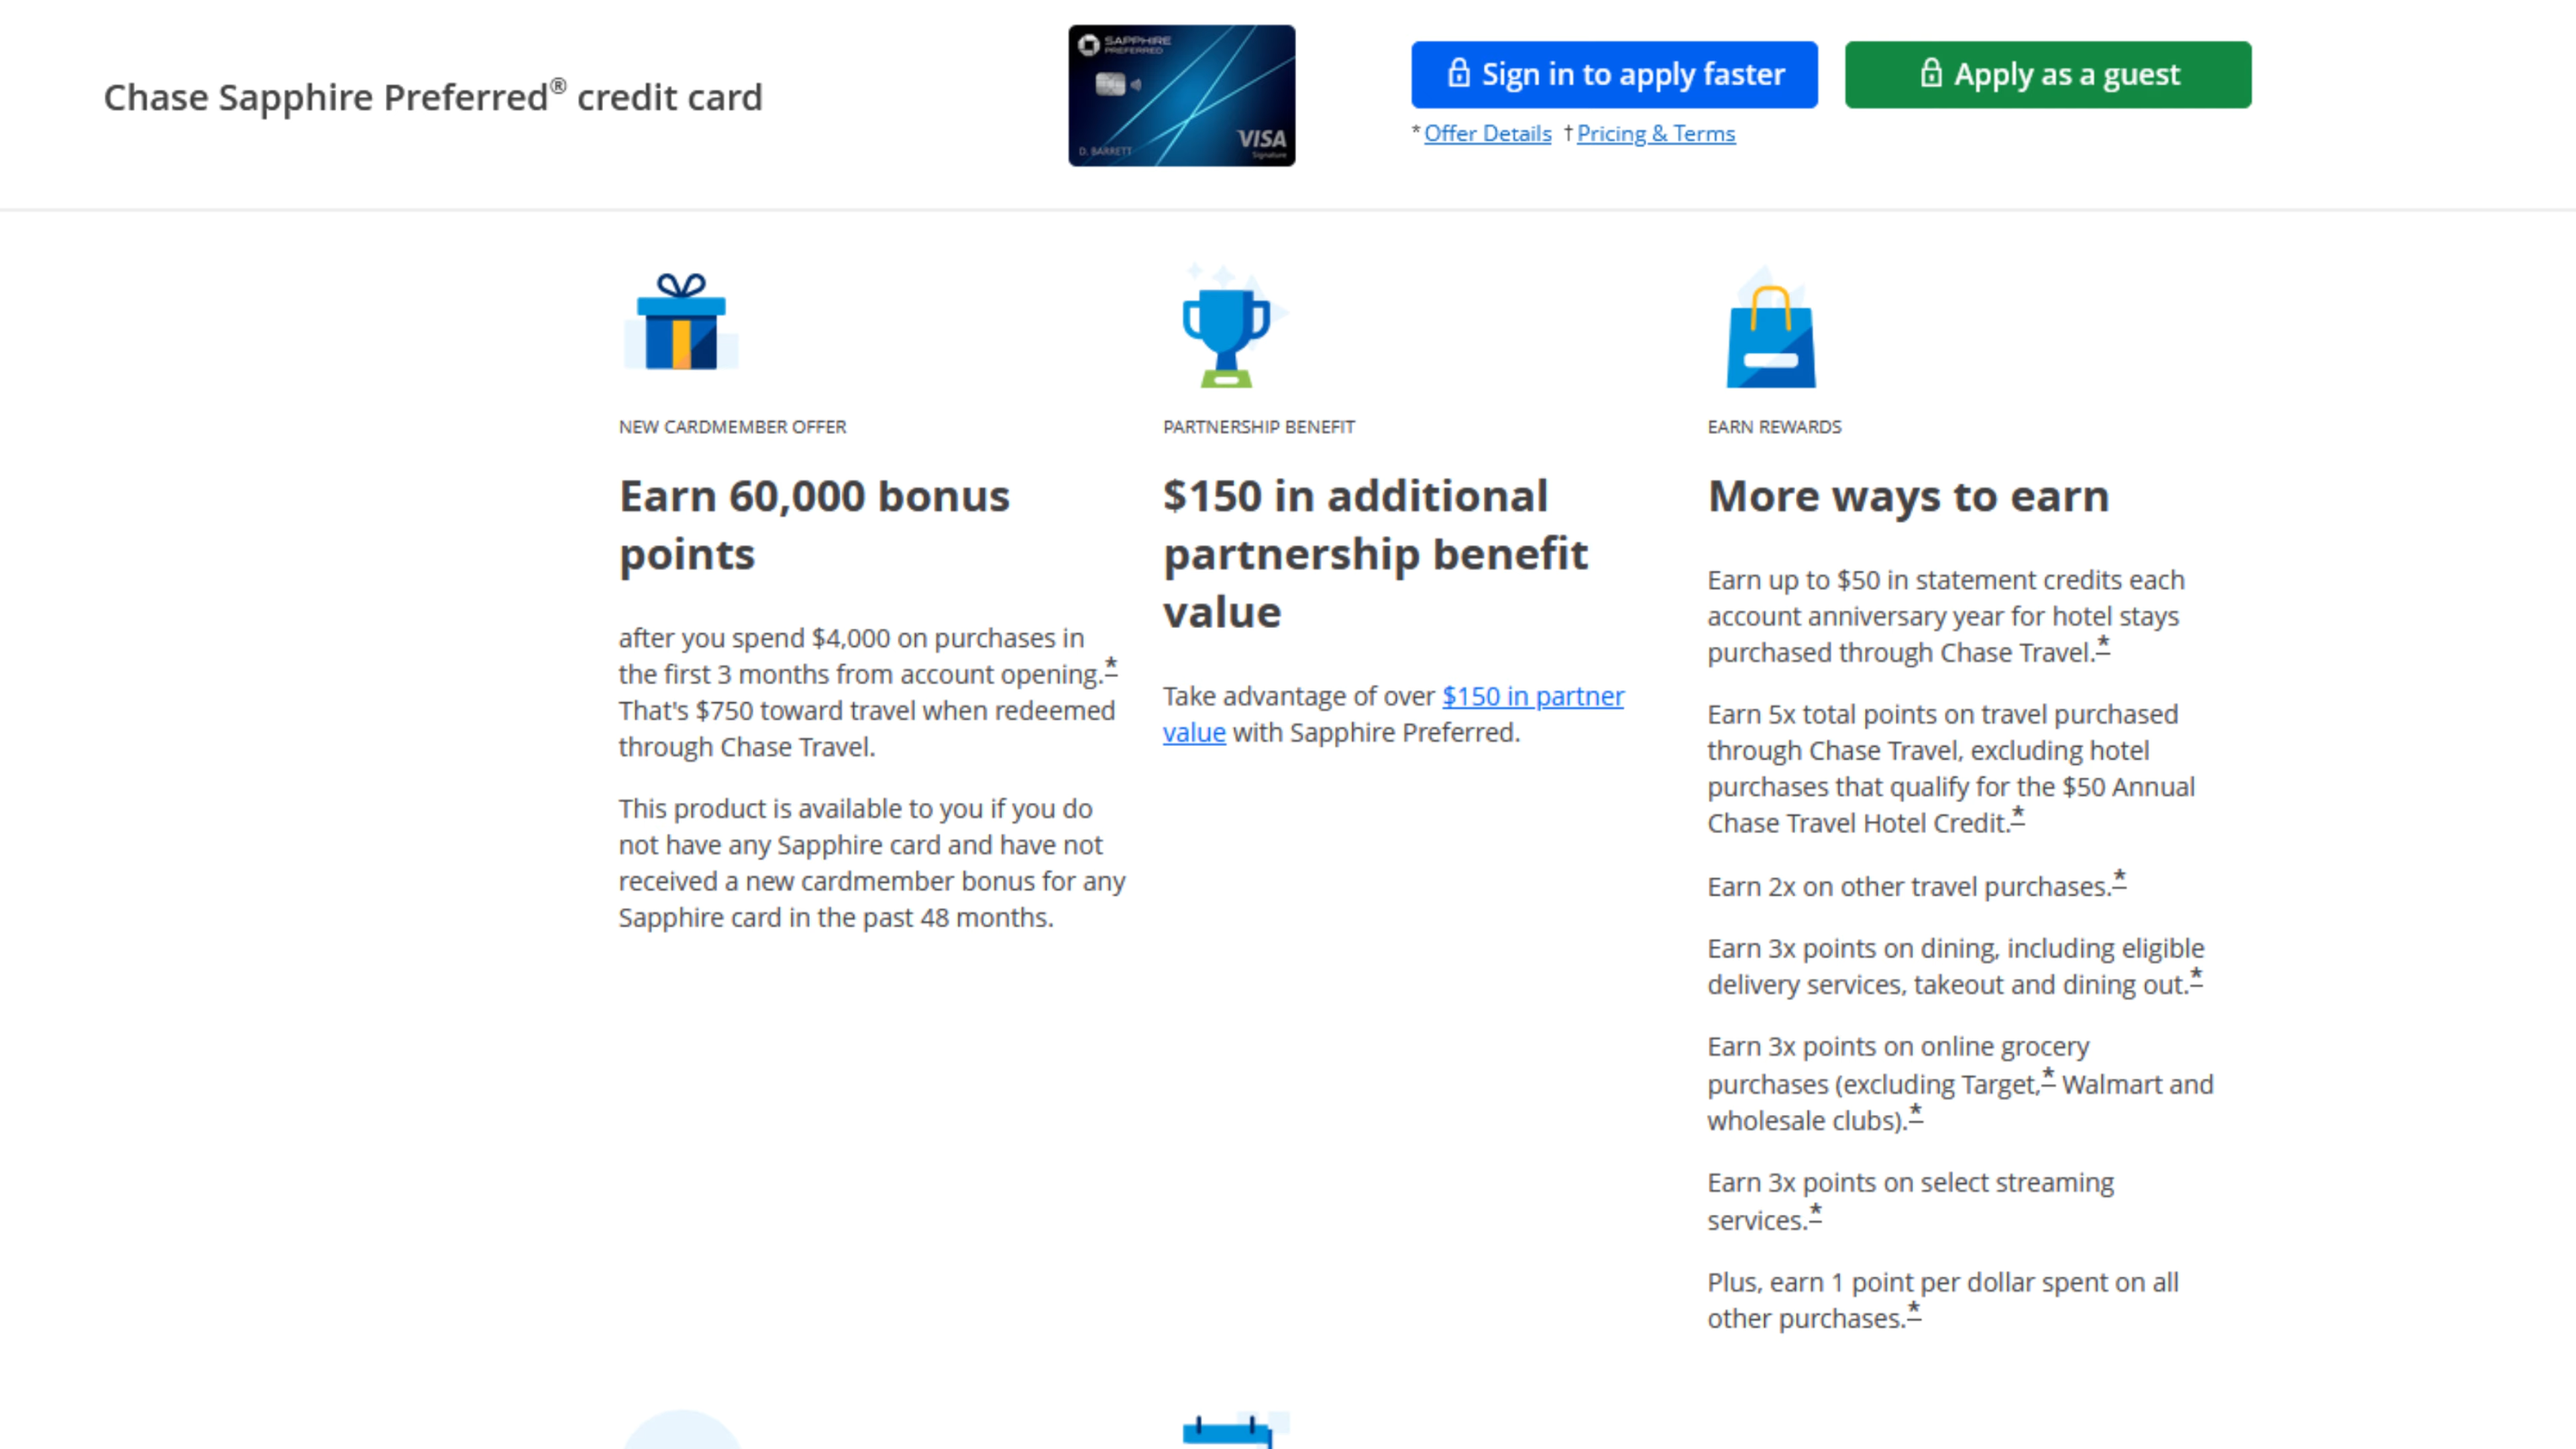 Chase Sapphire Preferred® credit card
SAPPHIRE
PREFERRED
D. BARRETT
VISA
Signature
Sign in to apply faster
Apply as a guest
* Offer Details † Pricing & Terms
NEW CARDMEMBER OFFER
Earn 60,000 bonus
points
after you spend $4,000 on purchases in
the first 3 months from account opening.*
That's $750 toward travel when redeemed
through Chase Travel.
This product is available to you if you do
not have any Sapphire card and have not
received a new cardmember bonus for any
Sapphire card in the past 48 months.
PARTNERSHIP BENEFIT
$150 in additional
partnership benefit
value
Take advantage of over $150 in partner
value with Sapphire Preferred.
EARN REWARDS
More ways to earn
Earn up to $50 in statement credits each
account anniversary year for hotel stays
purchased through Chase Travel.*
Earn 5x total points on travel purchased
through Chase Travel, excluding hotel
purchases that qualify for the $50 Annual
Chase Travel Hotel Credit.*
Earn 2x on other travel purchases.*
Earn 3x points on dining, including eligible
delivery services, takeout and dining out.*
Earn 3x points on online grocery
purchases (excluding Target,* Walmart and
wholesale clubs).*
Earn 3x points on select streaming
services.*
Plus, earn 1 point per dollar spent on all
other purchases.*